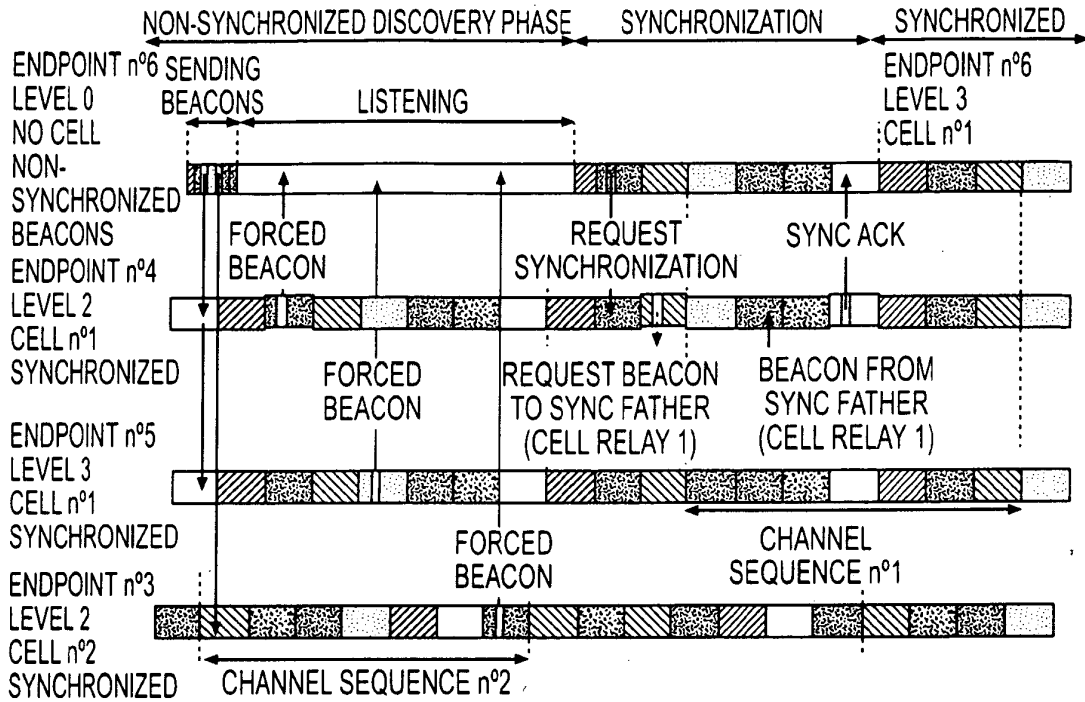 NON-SYNCHRONIZED DISCOVERY PHASE
SYNCHRONIZATION
SYNCHRONIZED
ENDPOINT nº6
LEVEL 0
NO CELL
NON-
SYNCHRONIZED
BEACONS
SENDING
BEACONS
LISTENING
ENDPOINT nº6
LEVEL 3
CELL nº1
FORCED
BEACON
REQUEST
SYNCHRONIZATION
SYNC ACK
ENDPOINT nº4
LEVEL 2
CELL nº1
SYNCHRONIZED
FORCED
BEACON
REQUEST BEACON
TO SYNC FATHER
(CELL RELAY 1)
BEACON FROM
SYNC FATHER
(CELL RELAY 1)
ENDPOINT nº5
LEVEL 3
CELL nº1
SYNCHRONIZED
FORCED
BEACON
CHANNEL
SEQUENCE nº1
ENDPOINT nº3
LEVEL 2
CELL nº2
SYNCHRONIZED
CHANNEL SEQUENCE nº2